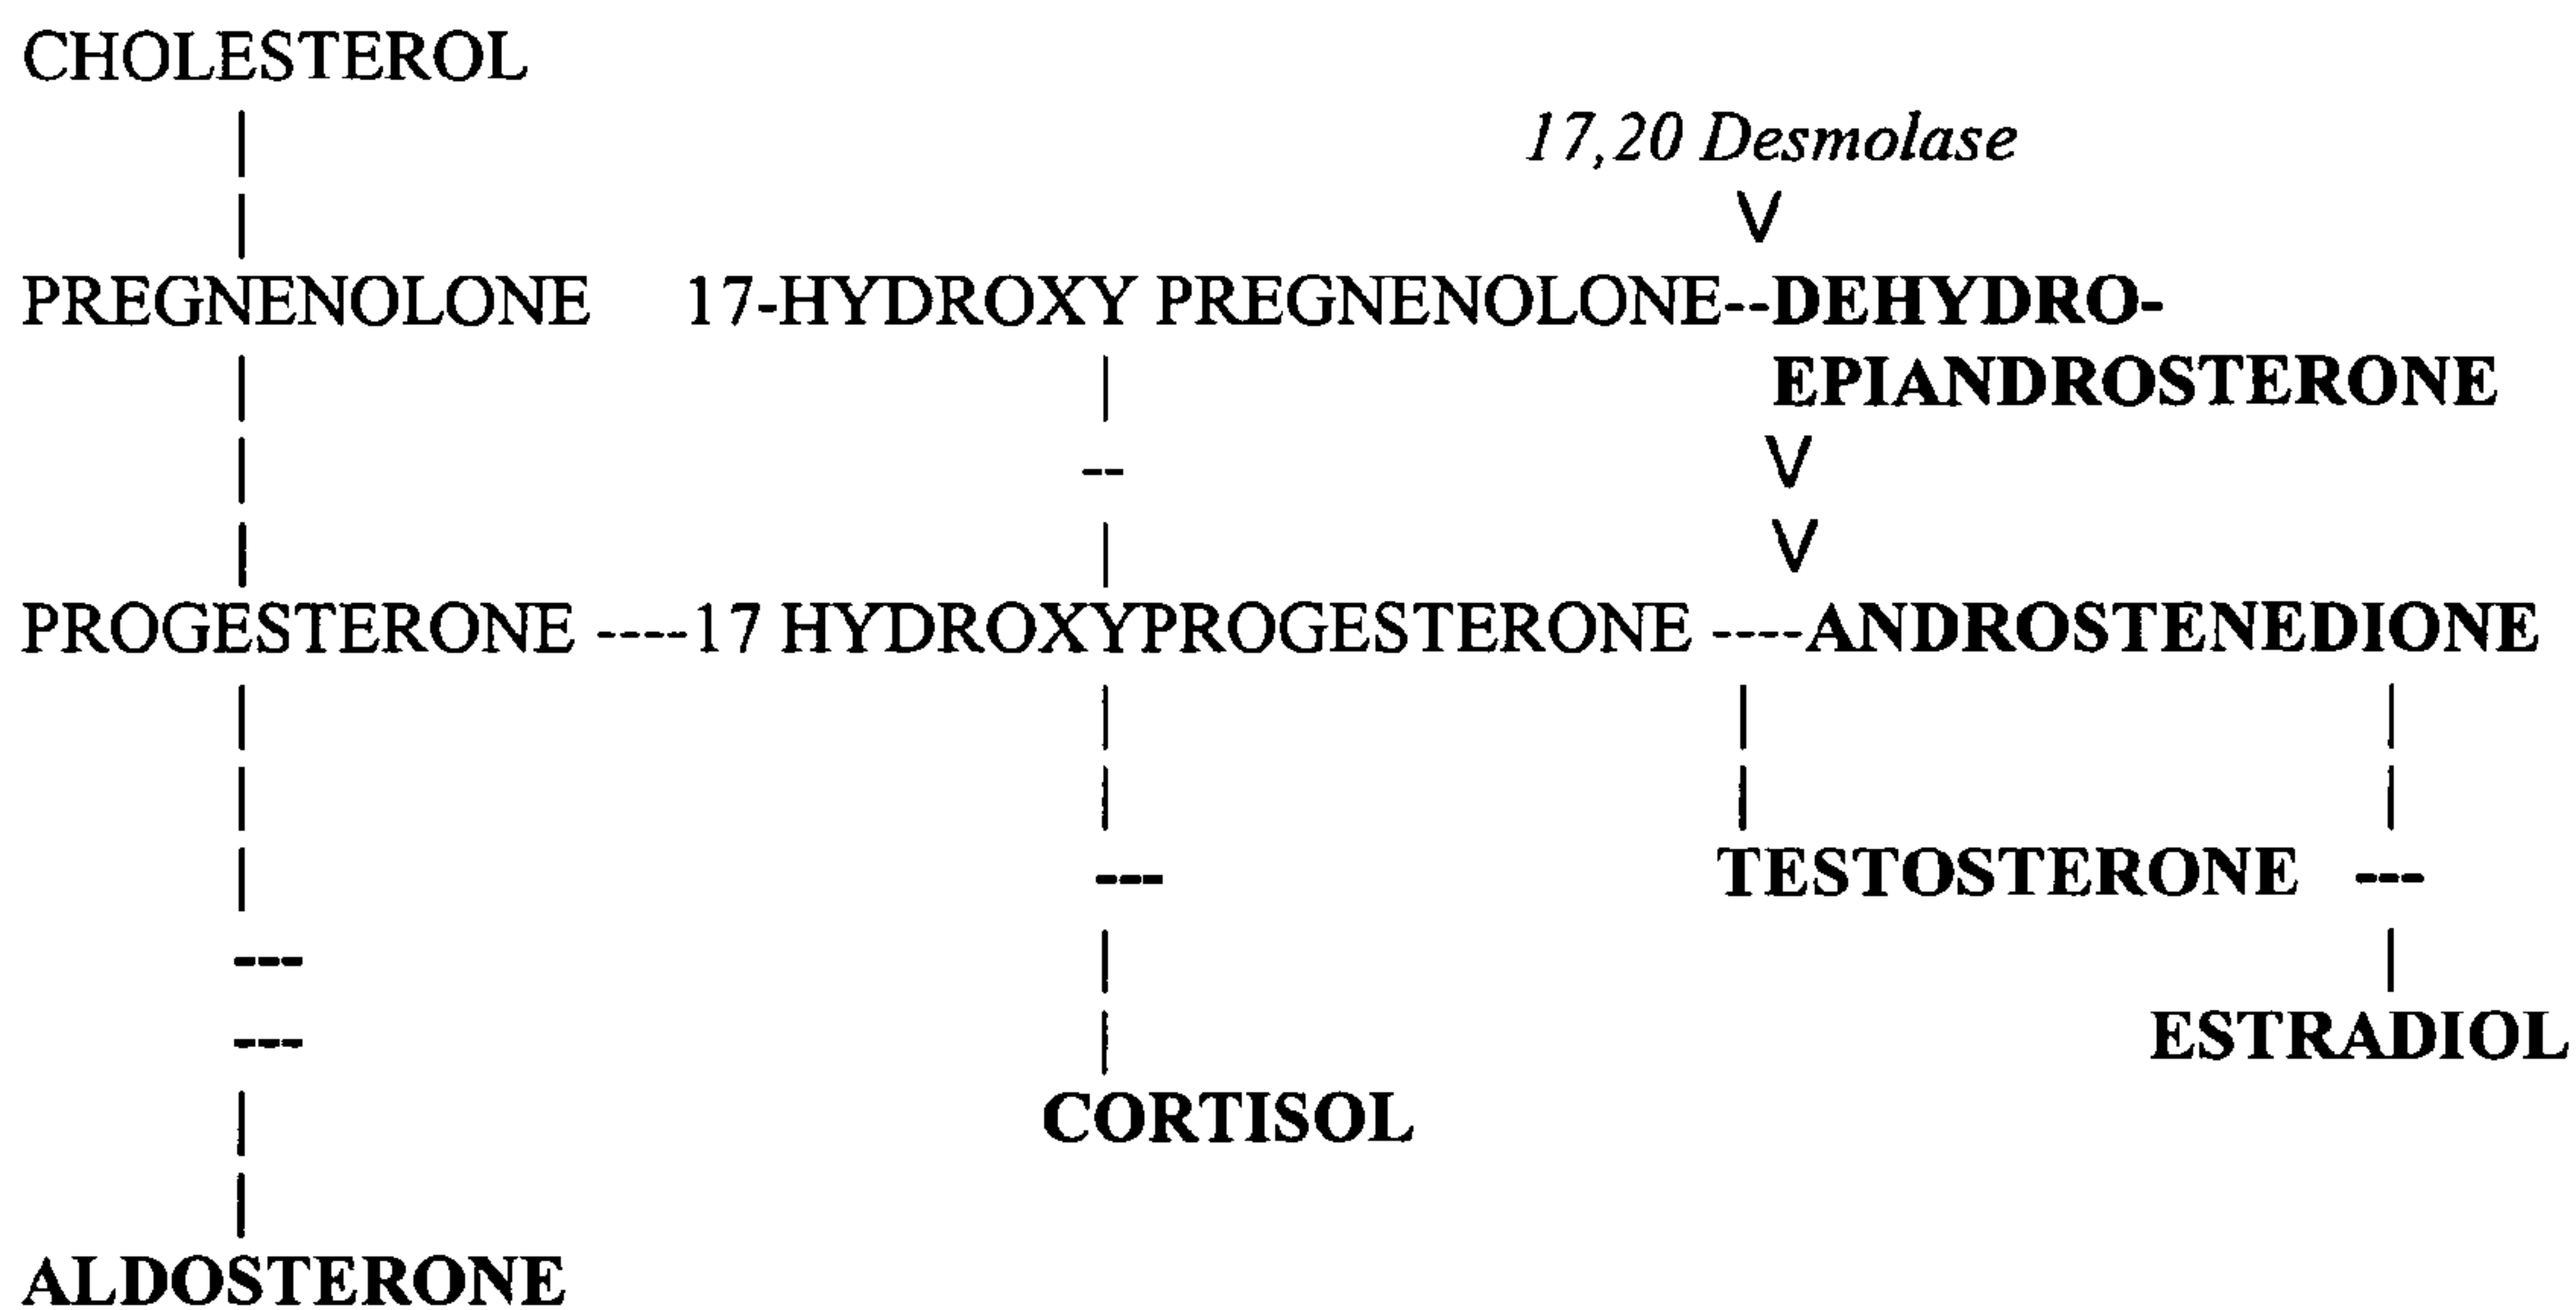 CHOLESTEROL
17,20 Desmolase
V
PREGNENOLONE 17-HYDROXY PREGNENOLONE--DEHYDRO-
EPIANDROSTERONE
V
V
PROGESTERONE ----17 HYDROXYPROGESTERONE ----ANDROSTENEDIONE
TESTOSTERONE ---
ESTRADIOL
CORTISOL
ALDOSTERONE